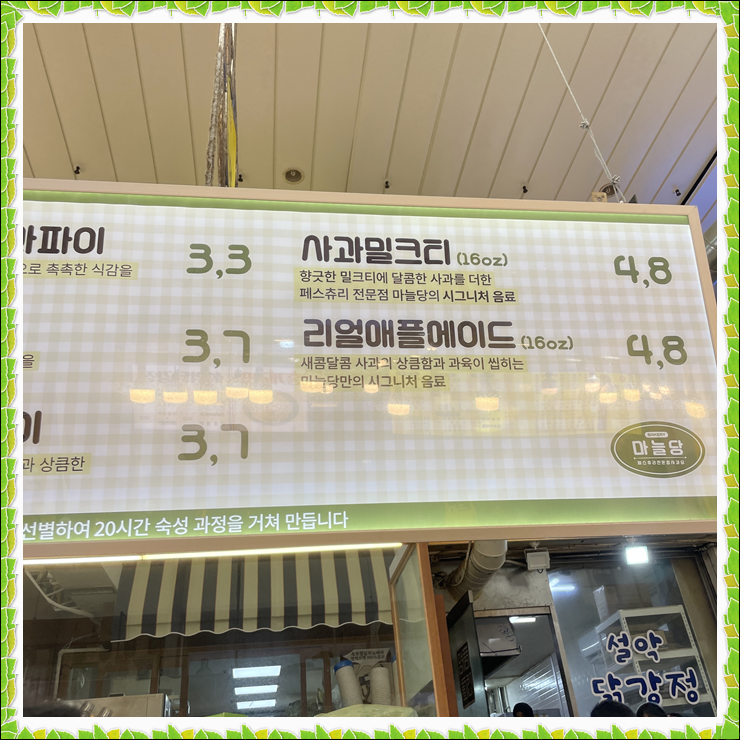 파이
으로 촉촉한 식감을
3,3
을
3,7
이
과 상큼한
3,7
사과밀크티 (16oz)
4,8
향긋한 밀크티에 달콤한 사과를 더한
페스츄리 전문점 마늘당의 시그니처 음료
리얼애플에이드 (16oz)
4,8
새콤달콤 사과의 상큼함과 과육이 씹히는
마늘당만의 시그니처 음료
마늘당
선별하여 20시간 숙성 과정을 거쳐 만듭니다
설악
닭강정